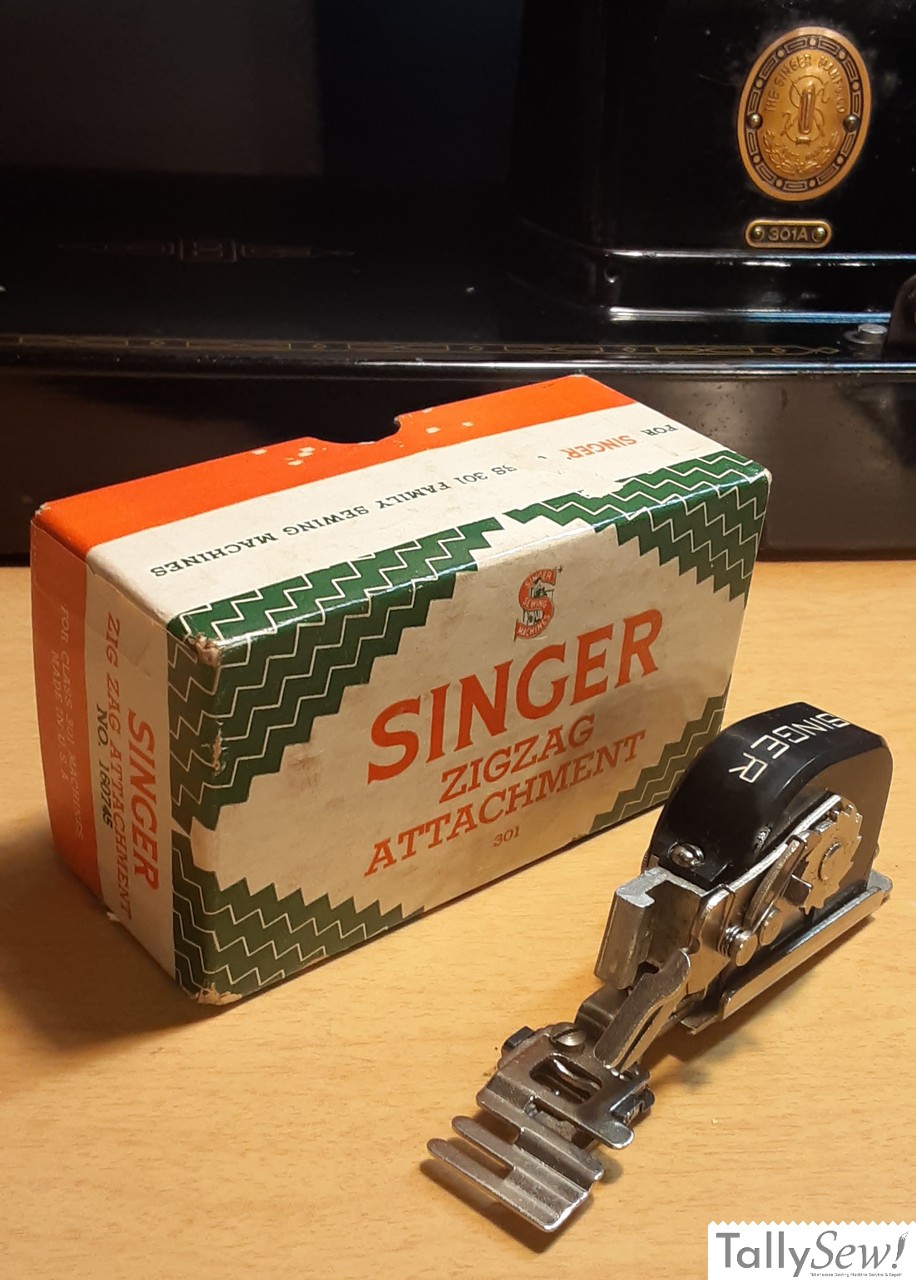 THE SINGER MANFG. CO.
301A
FOR SINGER*
301 FAMILY SEWING MACHINES
SINGER
SEWING
MACHINES
SINGER
ZIGZAG
ATTACHMENT
301
SINGER
ZIG ZAG ATTACHMENT
NO. 160745
FOR CLASS 301 MACHINES
MADE IN U.S.A.
SINGER
TallySew!